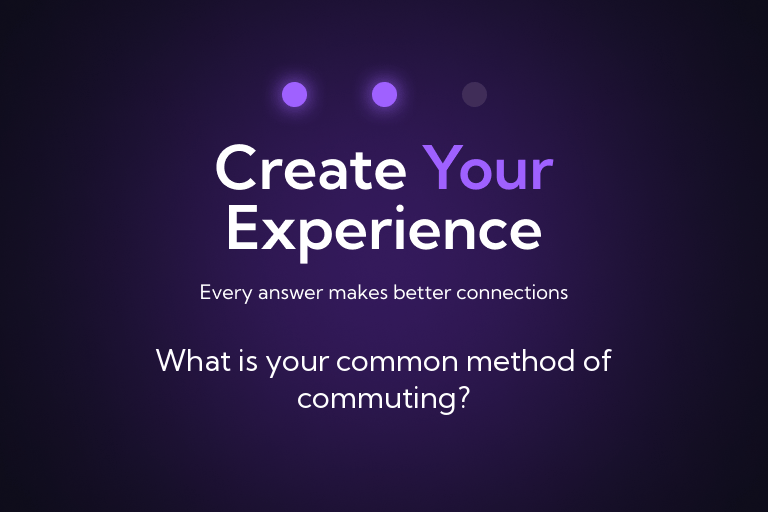 Create Your
Experience
Every answer makes better connections
What is your common method of
commuting?